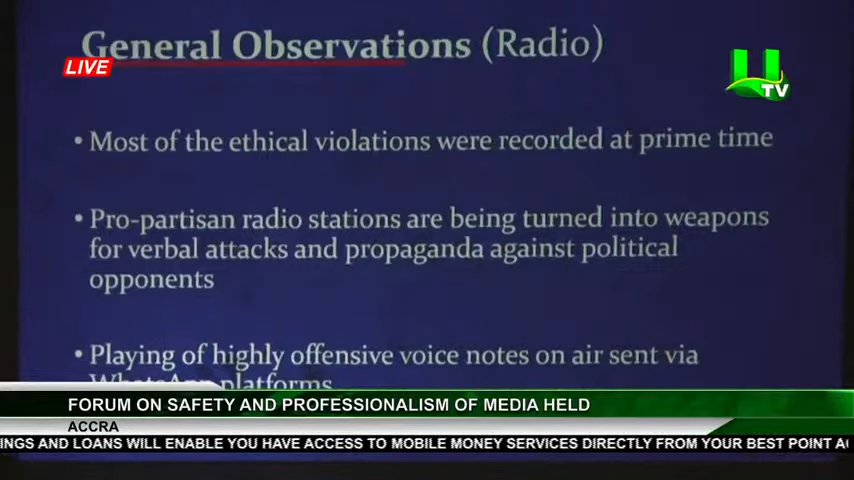 General Observations (Radio)
LIVE
U
TV
• Most of the ethical violations were recorded at prime time
• Pro-partisan radio stations are being turned into weapons
for verbal attacks and propaganda against political
opponents
• Playing of highly offensive voice notes on air sent via
WhatsApp platforms
FORUM ON SAFETY AND PROFESSIONALISM OF MEDIA HELD
ACCRA
INGS AND LOANS WILL ENABLE YOU HAVE ACCESS TO MOBILE MONEY SERVICES DIRECTLY FROM YOUR BEST POINT A